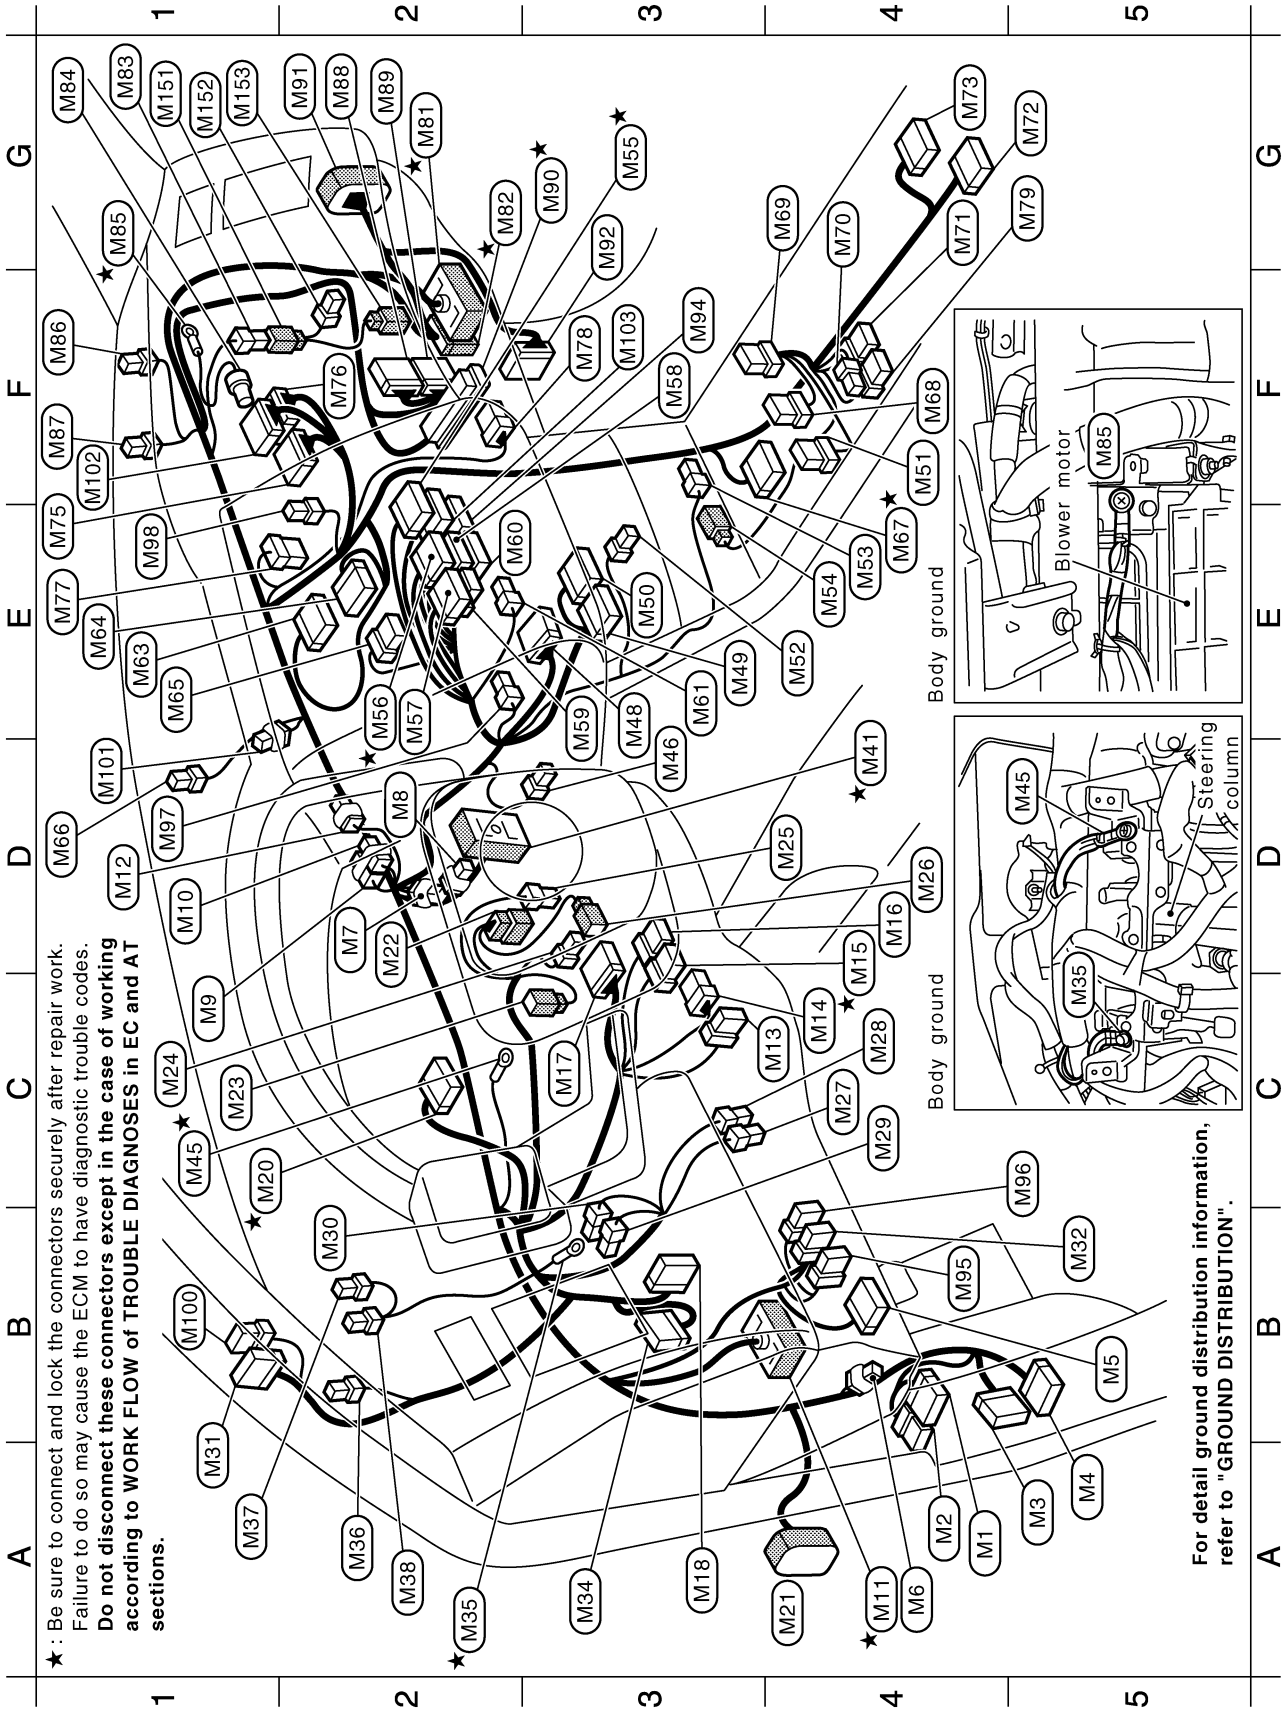 ★ : Be sure to connect and lock the connectors securely after repair work.
Failure to do so may cause the ECM to have diagnostic trouble codes.
Do not disconnect these connectors except in the case of working
according to WORK FLOW of TROUBLE DIAGNOSES in EC and AT
sections.
A
B
C
D
E
F
G
1
2
3
4
5
M31
M37
M100
M36
M38
★ M35
M34
M18
M21
★ M11
M6
M2
M1
M3
M4
M5
M95
M32
M96
M30
★ M20
★ M45
M23
M24
M9
M10
M12
M97
M66
M101
M7
M22
M8
M17
M13
M14 ★
M15
M16
M28
M27
M29
M26
M25
★ M41
M46
★
M56
M57
M59
M48
M61
M49
M52
M50
M60
M65
M63
M64
M77
M98
M75
M102
M87
M86
★ M85
M84
M83
M151
M152
M153
M91
M88
M89
M81
★
M82 ★
M90 ★
M55 ★
M92
M78
M103
M94
M58
M76
M54
M53
M67 ★
M51
M68
M69
M70
M71
M79
M72
M73
Body ground
M35
M45
Steering
column
Body ground
Blower motor
M85
For detail ground distribution information,
refer to "GROUND DISTRIBUTION".
A
B
C
D
E
F
G
1
2
3
4
5